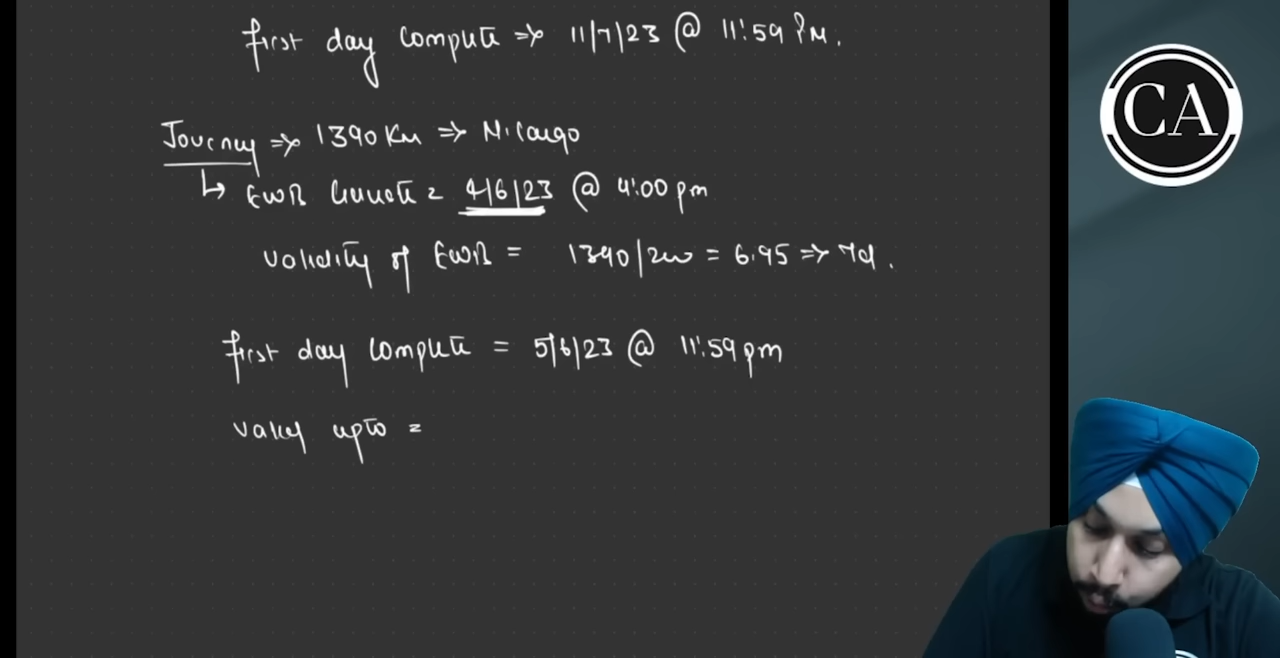 first day compute => 11/7/23 @ 11:59 PM.
CA
Journey => 1390 Km => N. Cargo
↳ EWB Generate = 4/6/23 @ 4:00 pm
Validity of EWB = 1390/200 = 6.95 => 7d.
first day compute = 5/6/23 @ 11:59 pm
Valid upto =